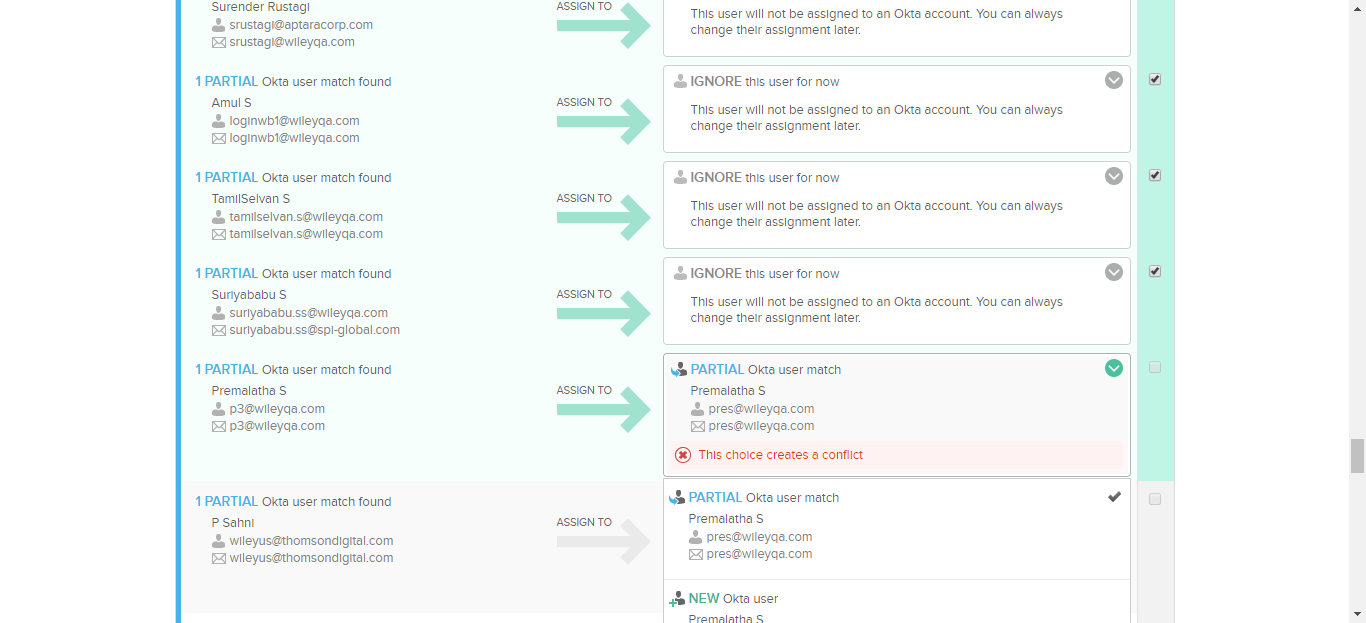 Surender Rustagi
srustagi@aptaracorp.com
srustagi@wileyqa.com
ASSIGN TO
This user will not be assigned to an Okta account. You can always
change their assignment later.
1 PARTIAL Okta user match found
Amul S
loginwb1@wileyqa.com
loginwb1@wileyqa.com
ASSIGN TO
IGNORE this user for now
This user will not be assigned to an Okta account. You can always
change their assignment later.
1 PARTIAL Okta user match found
TamilSelvan S
tamilselvan.s@wileyqa.com
tamilselvan.s@wileyqa.com
ASSIGN TO
IGNORE this user for now
This user will not be assigned to an Okta account. You can always
change their assignment later.
1 PARTIAL Okta user match found
Suriyababu S
suriyababu.ss@wileyqa.com
suriyababu.ss@spi-global.com
ASSIGN TO
IGNORE this user for now
This user will not be assigned to an Okta account. You can always
change their assignment later.
1 PARTIAL Okta user match found
Premalatha S
p3@wileyqa.com
p3@wileyqa.com
ASSIGN TO
PARTIAL Okta user match
Premalatha S
pres@wileyqa.com
pres@wileyqa.com
This choice creates a conflict
1 PARTIAL Okta user match found
P Sahni
wileyus@thomsondigital.com
wileyus@thomsondigital.com
ASSIGN TO
PARTIAL Okta user match
Premalatha S
pres@wileyqa.com
pres@wileyqa.com
NEW Okta user
Premalatha S